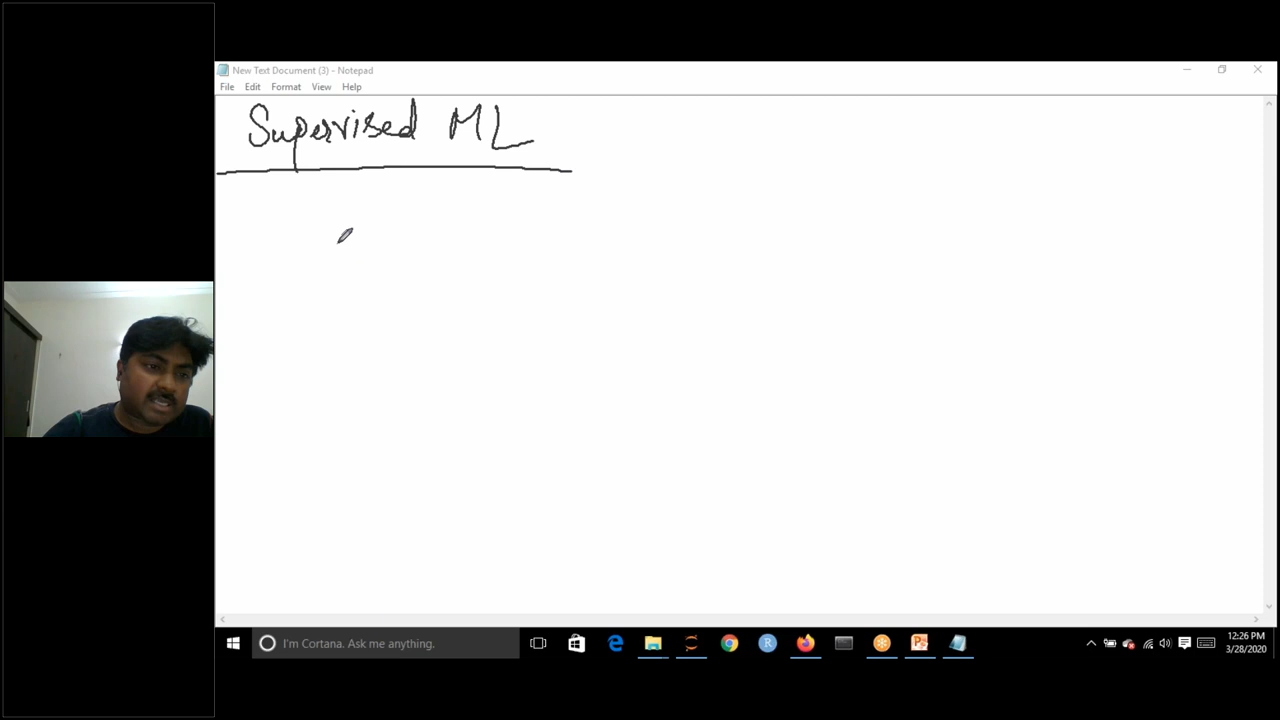 New Text Document (3) - Notepad
File Edit Format View Help
Supervised ML
I'm Cortana. Ask me anything.
12:26 PM
3/28/2020